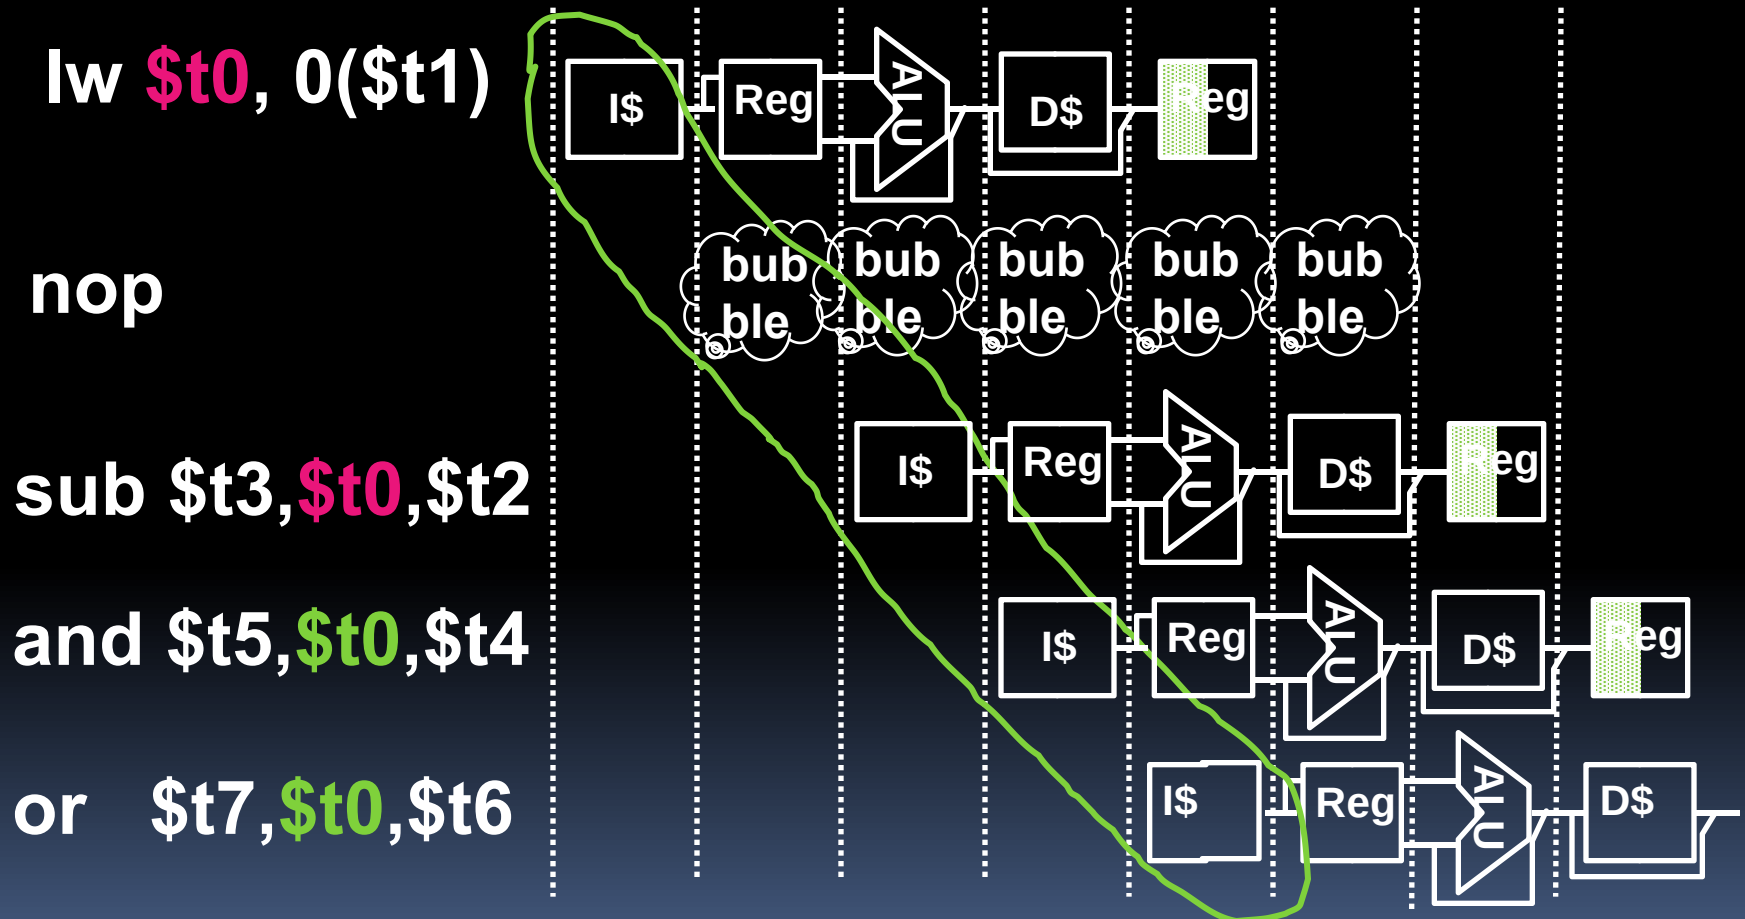 lw $t0, 0($t1)
I$ Reg ALU D$ Reg
nop
bub bub bub bub bub
ble ble ble ble ble
sub $t3,$t0,$t2
I$ Reg ALU D$ Reg
and $t5,$t0,$t4
I$ Reg ALU D$ Reg
or $t7,$t0,$t6
I$ Reg ALU D$